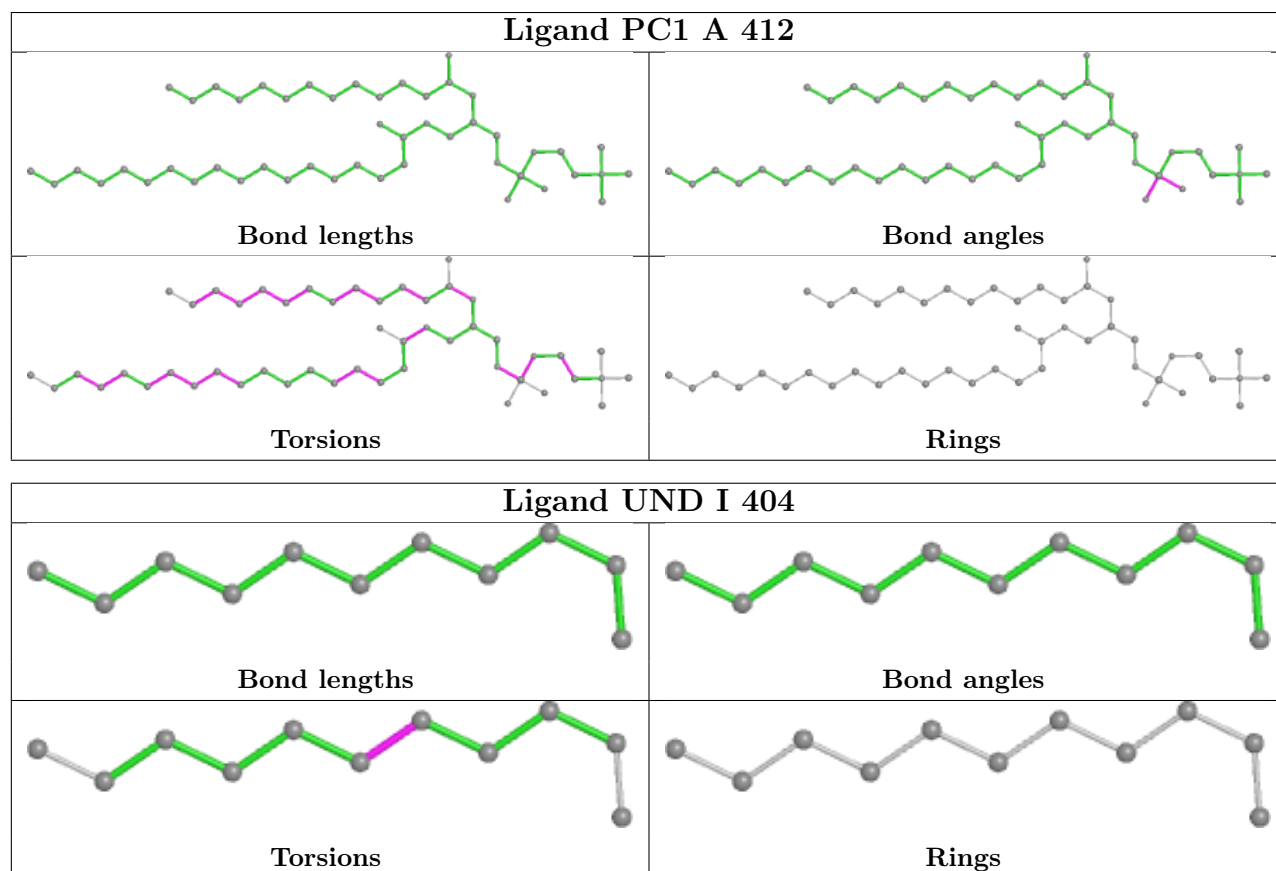 Ligand PC1 A 412
Bond lengths
Bond angles
Torsions
Rings
Ligand UND I 404
Bond lengths
Bond angles
Torsions
Rings